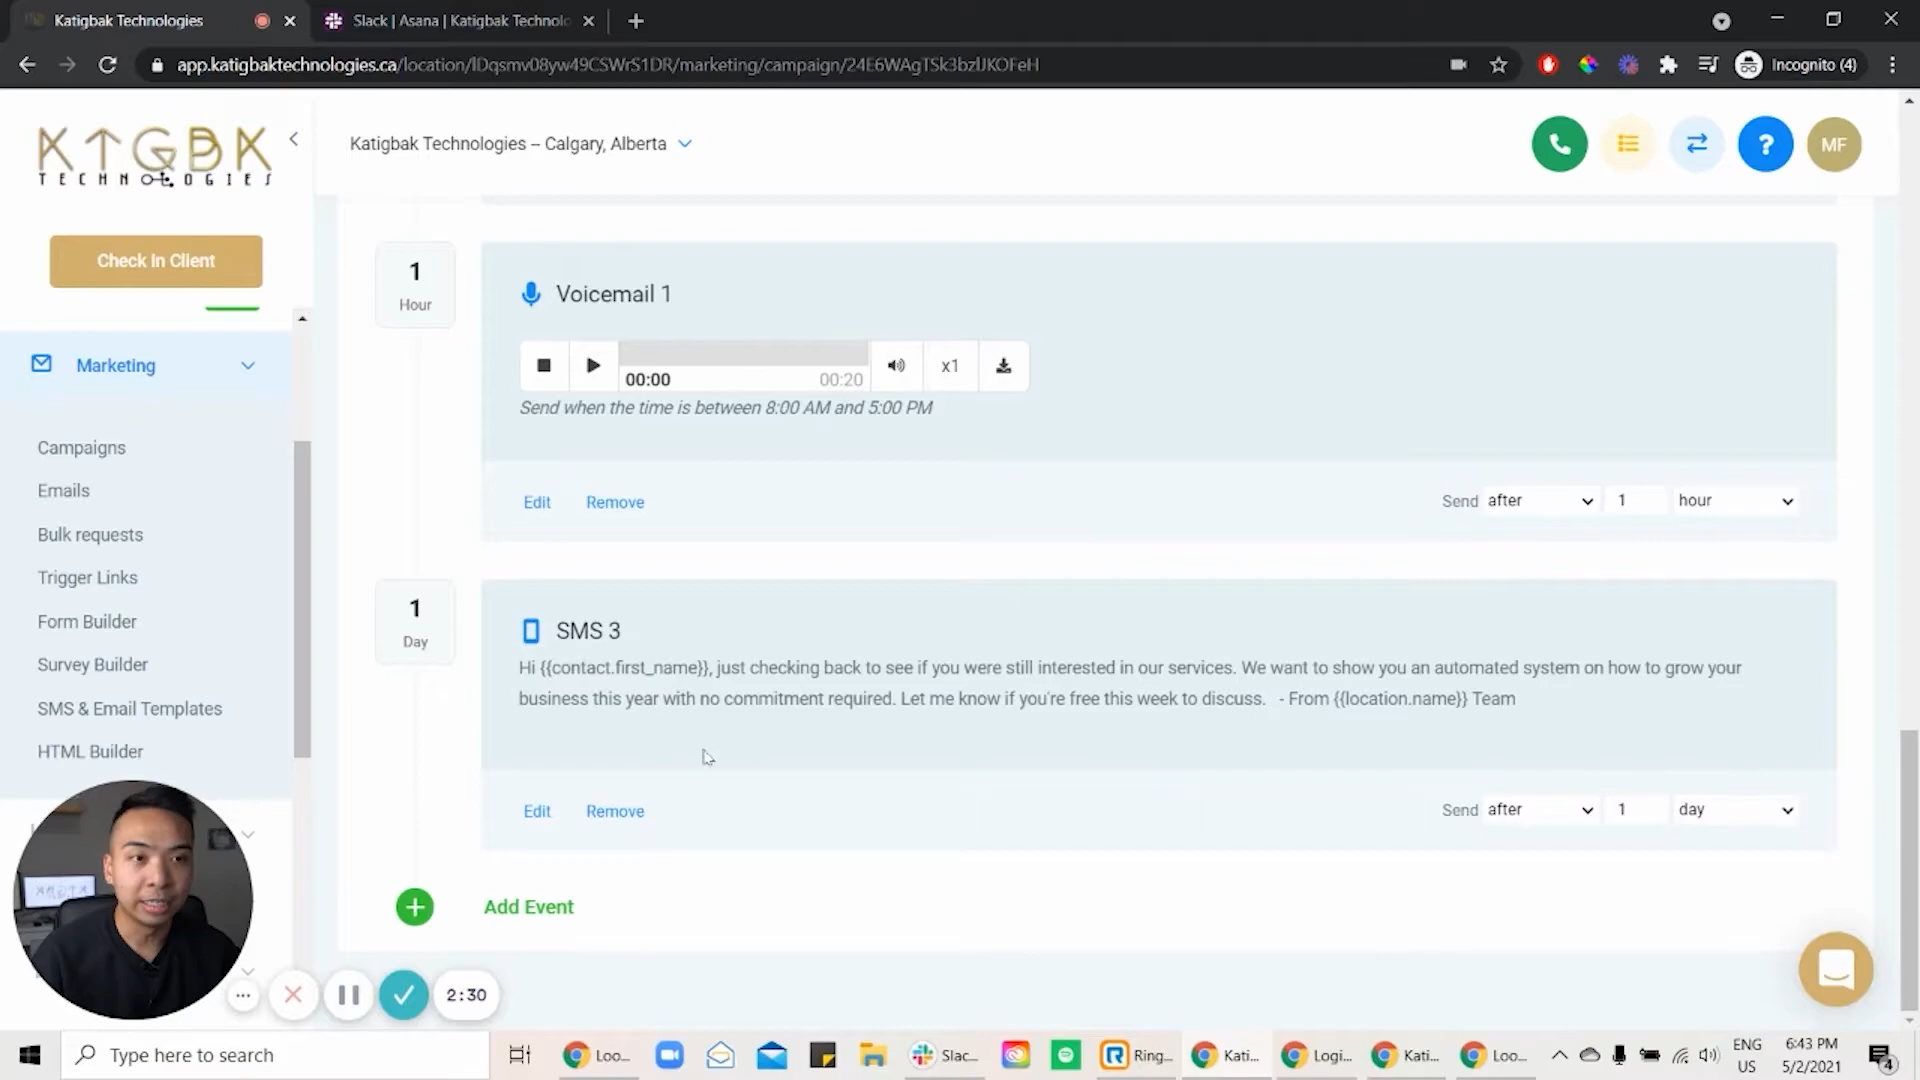 Katigbak Technologies
Slack | Asana | Katigbak Technolo
app.katigbaktechnologies.ca/location/lDqsmv08yw49CSWrS1DR/marketing/campaign/24E6WAgTSk3bzlJKOFeH
Incognito (4)
KTGBK
TECHNOLOGIES
Katigbak Technologies – Calgary, Alberta
?
MF
Check In Client
1
Hour
Voicemail 1
00:00
00:20
x1
Send when the time is between 8:00 AM and 5:00 PM
Edit
Remove
Send after 1 hour
Marketing
Campaigns
Emails
Bulk requests
Trigger Links
Form Builder
Survey Builder
SMS & Email Templates
HTML Builder
1
Day
SMS 3
Hi {{contact.first_name}}, just checking back to see if you were still interested in our services. We want to show you an automated system on how to grow your
business this year with no commitment required. Let me know if you're free this week to discuss. - From {{location.name}} Team
Edit
Remove
Send after 1 day
Add Event
2:30
Type here to search
Loo...
Slac...
Ring...
Kati...
Logi...
Kati...
Loo...
ENG
US
6:43 PM
5/2/2021
4